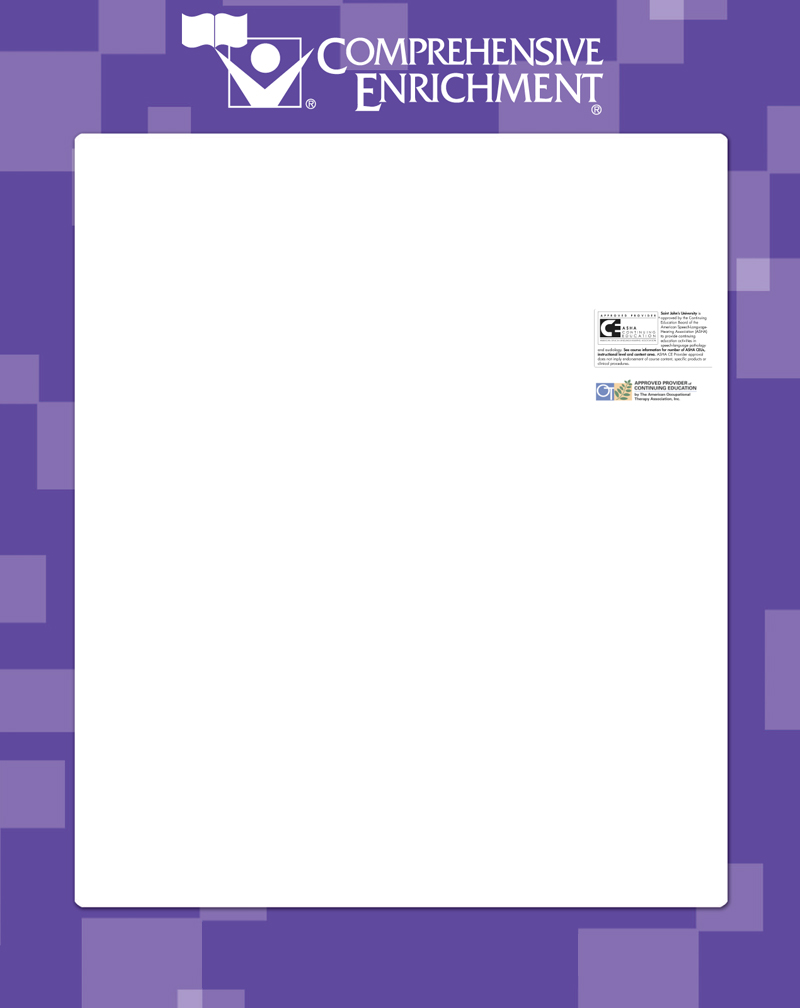 COMPREHENSIVE
ENRICHMENT
®
®
APPROVED PROVIDER
CE ASHA
CONTINUING
EDUCATION
Saint John's University is
approved by the Continuing
Education Board of the
American Speech-Language
Hearing Association (ASHA)
to provide continuing
education activities in
speech-language pathology
and audiology. See course information for number of ASHA CEUs,
instructional level and content area. ASHA CE Provider approval
does not imply endorsement of course content, specific products or
clinical procedures.
OT
APPROVED PROVIDER of
CONTINUING EDUCATION
by The American Occupational
Therapy Association, Inc.